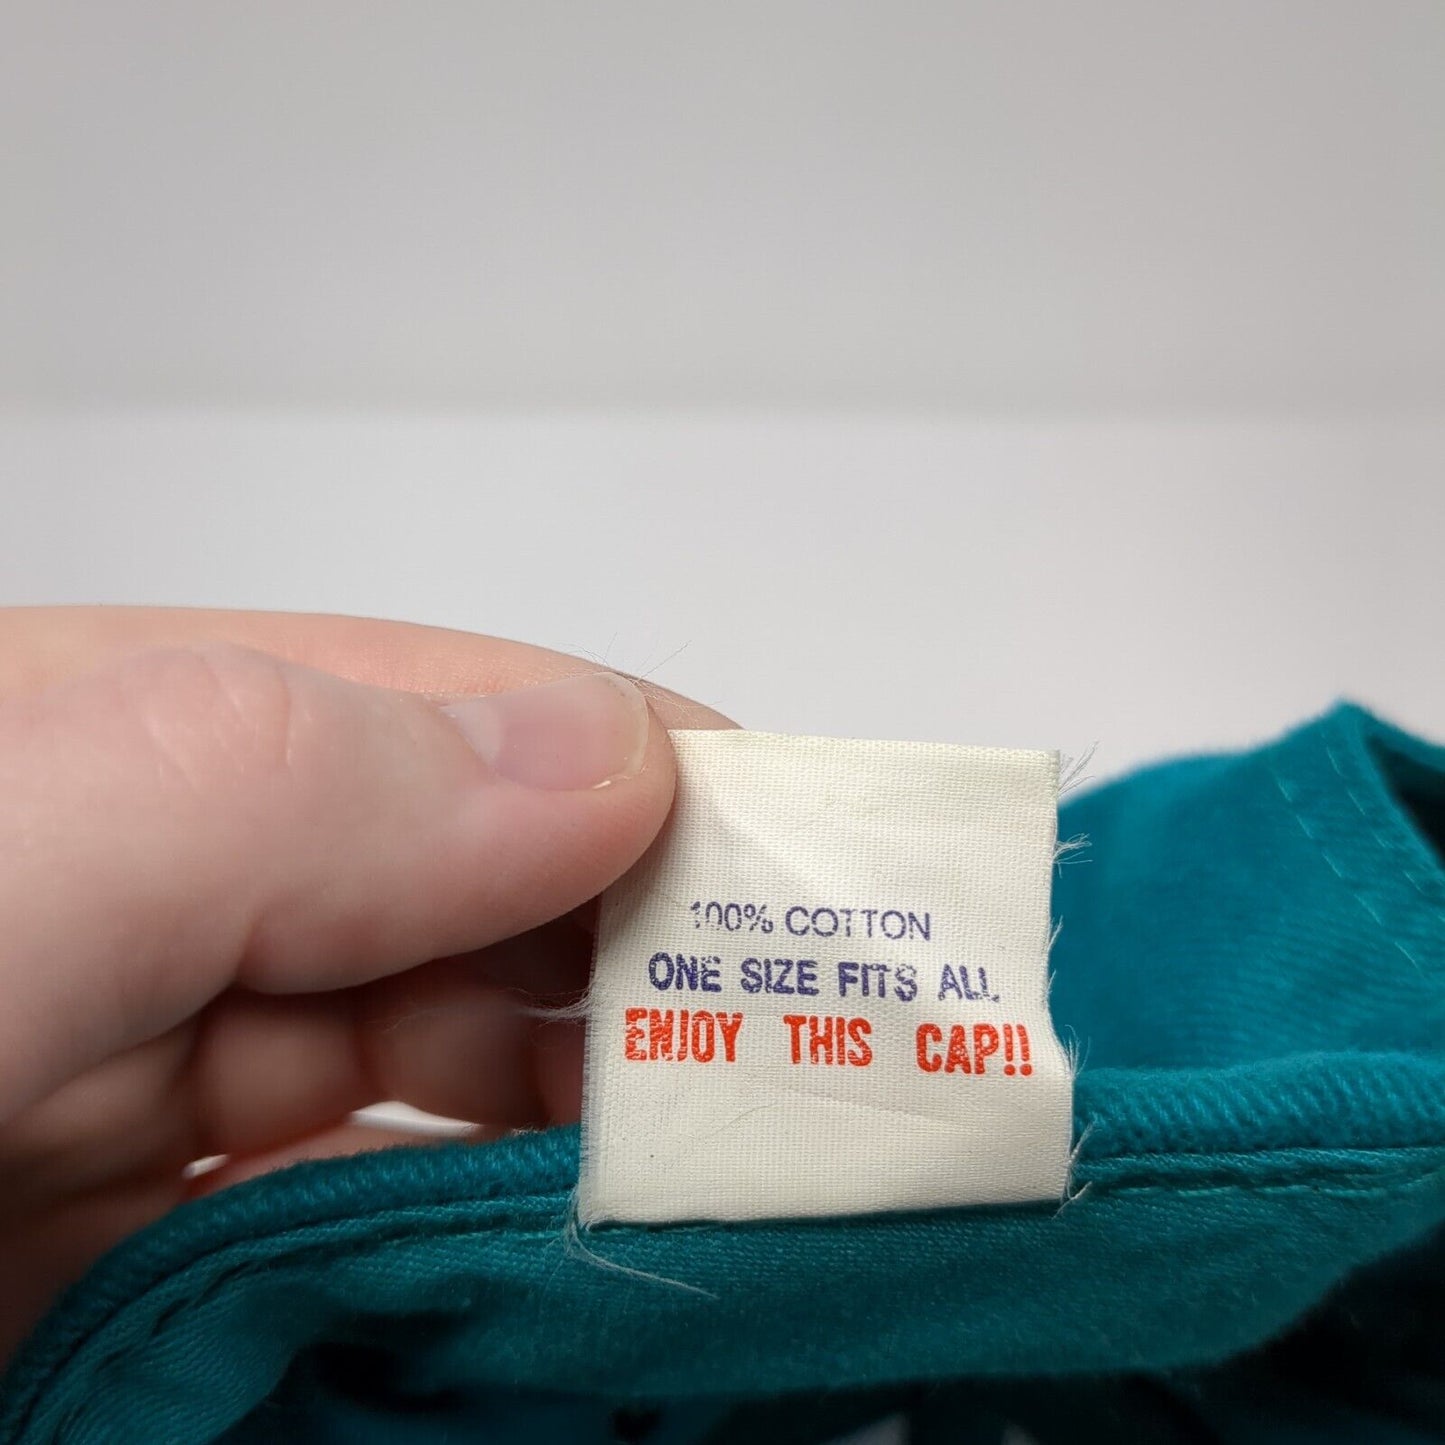 100% COTTON
ONE SIZE FITS ALL
ENJOY THIS CAP!!